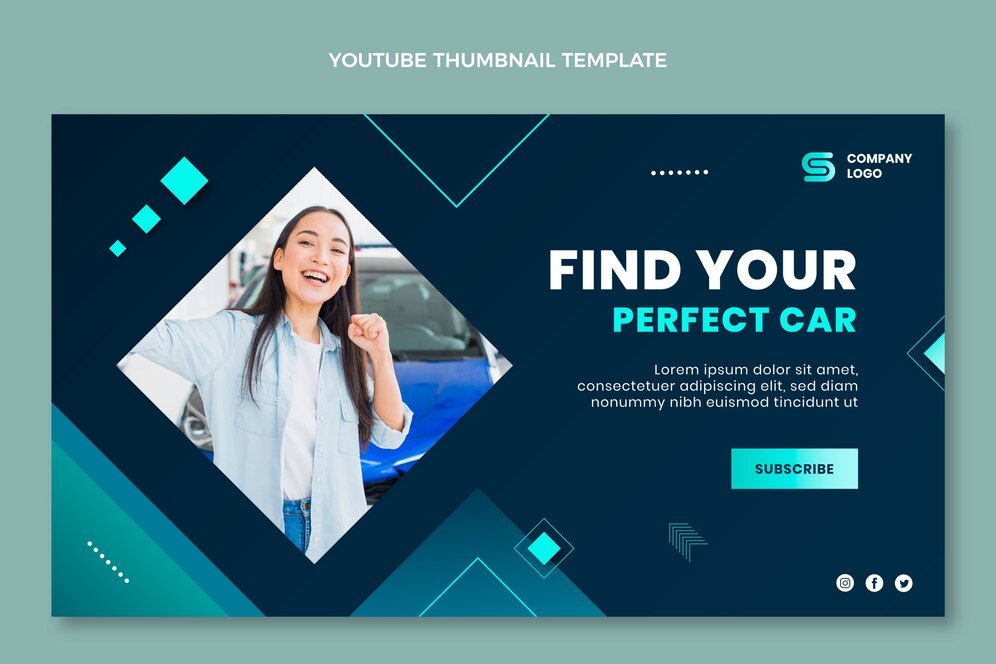 YOUTUBE THUMBNAIL TEMPLATE
COMPANY
LOGO
FIND YOUR
PERFECT CAR
Lorem ipsum dolor sit amet,
consectetuer adipiscing elit, sed diam
nonummy nibh euismod tincidunt ut
SUBSCRIBE